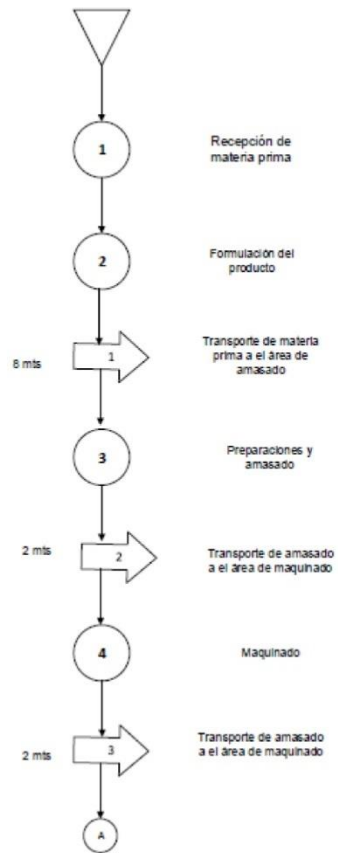 1
Recepción de
materia prima
2
Formulación del
producto
8 mts
1
Transporte de materia
prima a el área de
amasado
3
Preparaciones y
amasado
2 mts
2
Transporte de amasado
a el área de maquinado
4
Maquinado
2 mts
3
Transporte de amasado
a el área de maquinado
A